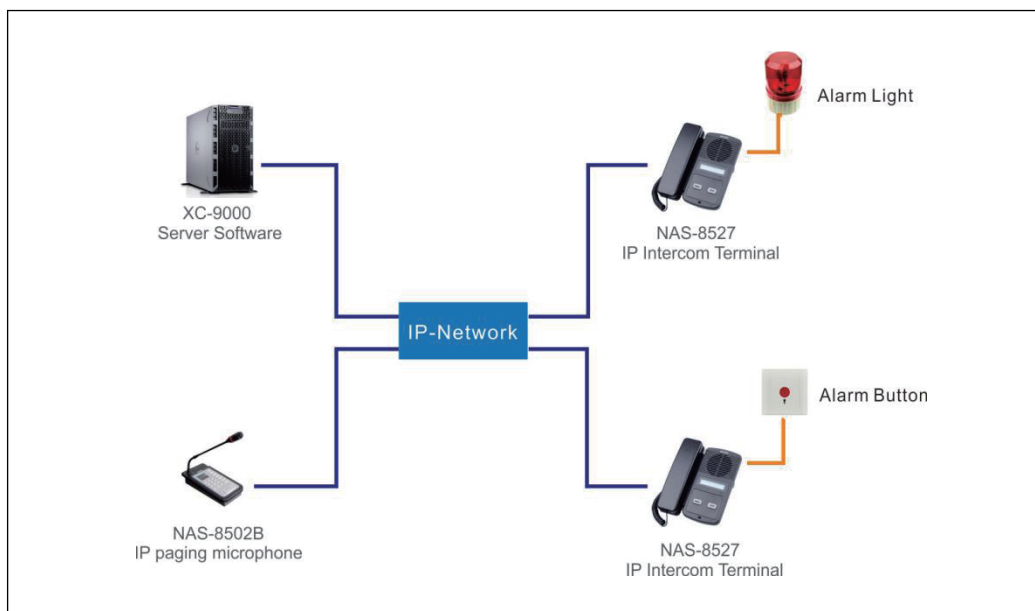 Alarm Light
XC-9000
Server Software
NAS-8527
IP Intercom Terminal
IP-Network
Alarm Button
NAS-8502B
IP paging microphone
NAS-8527
IP Intercom Terminal